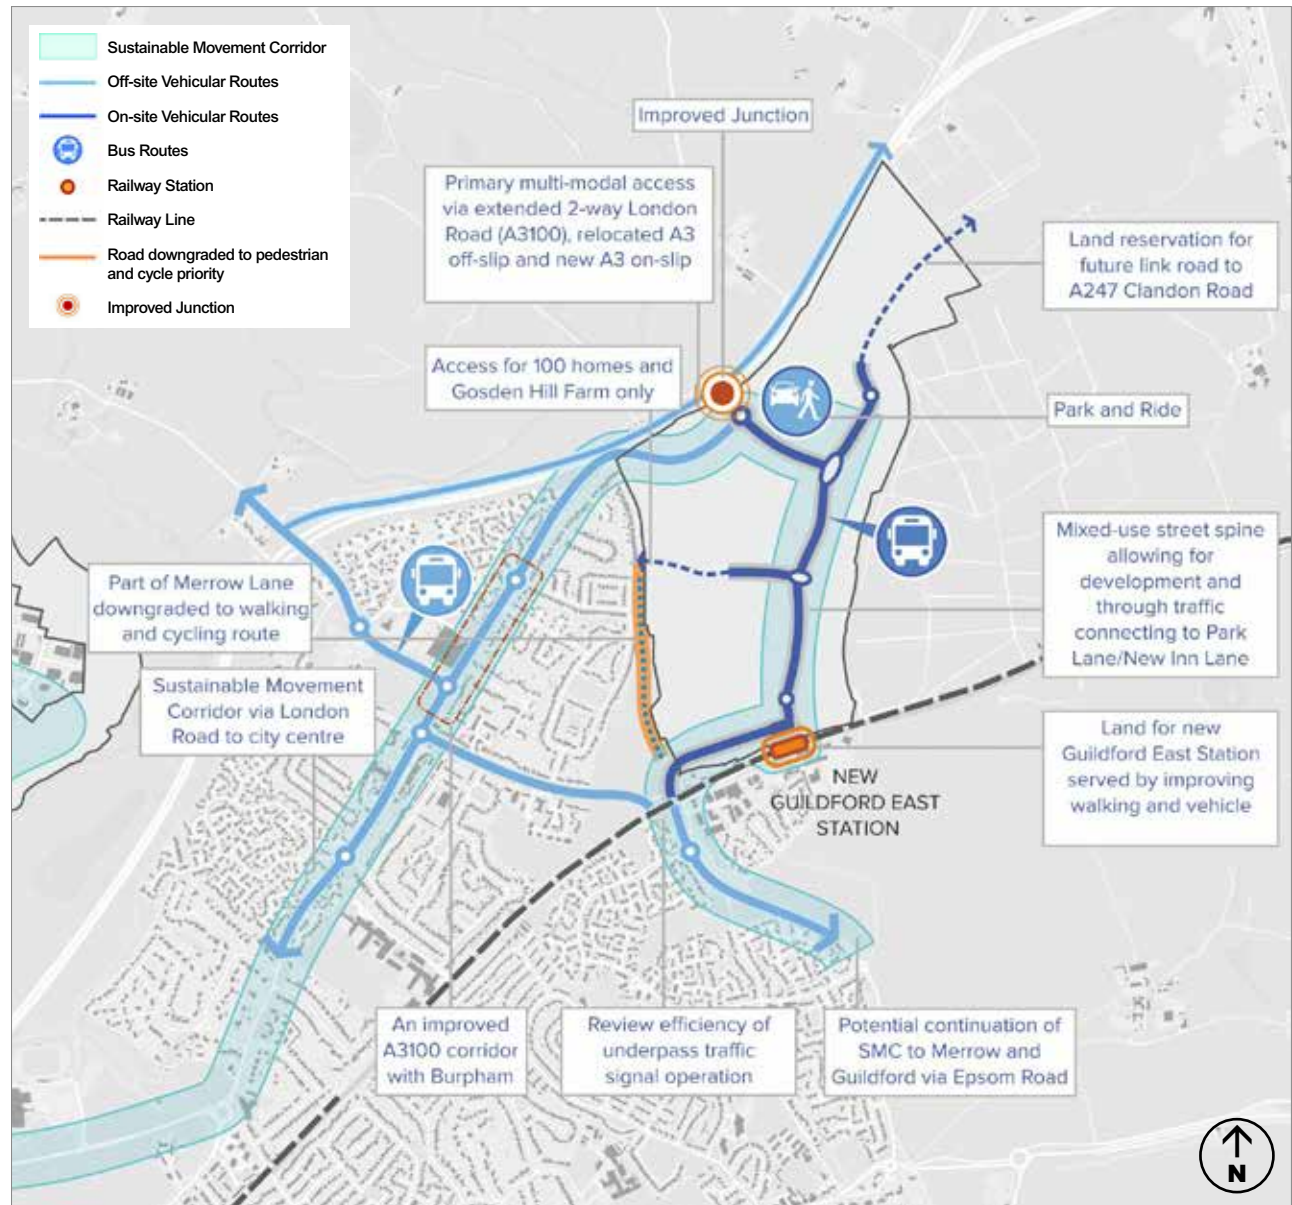 Sustainable Movement Corridor
Off-site Vehicular Routes
On-site Vehicular Routes
Bus Routes
Railway Station
Railway Line
Road downgraded to pedestrian
and cycle priority
Improved Junction
Improved Junction
Primary multi-modal access
via extended 2-way London
Road (A3100), relocated A3
off-slip and new A3 on-slip
Land reservation for
future link road to
A247 Clandon Road
Access for 100 homes and
Gosden Hill Farm only
Park and Ride
Mixed-use street spine
allowing for
development and
through traffic
connecting to Park
Lane/New Inn Lane
Part of Merrow Lane
downgraded to walking
and cycling route
Sustainable Movement
Corridor via London
Road to city centre
Land for new
Guildford East Station
served by improving
walking and vehicle
NEW
GUILDFORD EAST
STATION
An improved
A3100 corridor
with Burpham
Review efficiency of
underpass traffic
signal operation
Potential continuation of
SMC to Merrow and
Guildford via Epsom Road
N